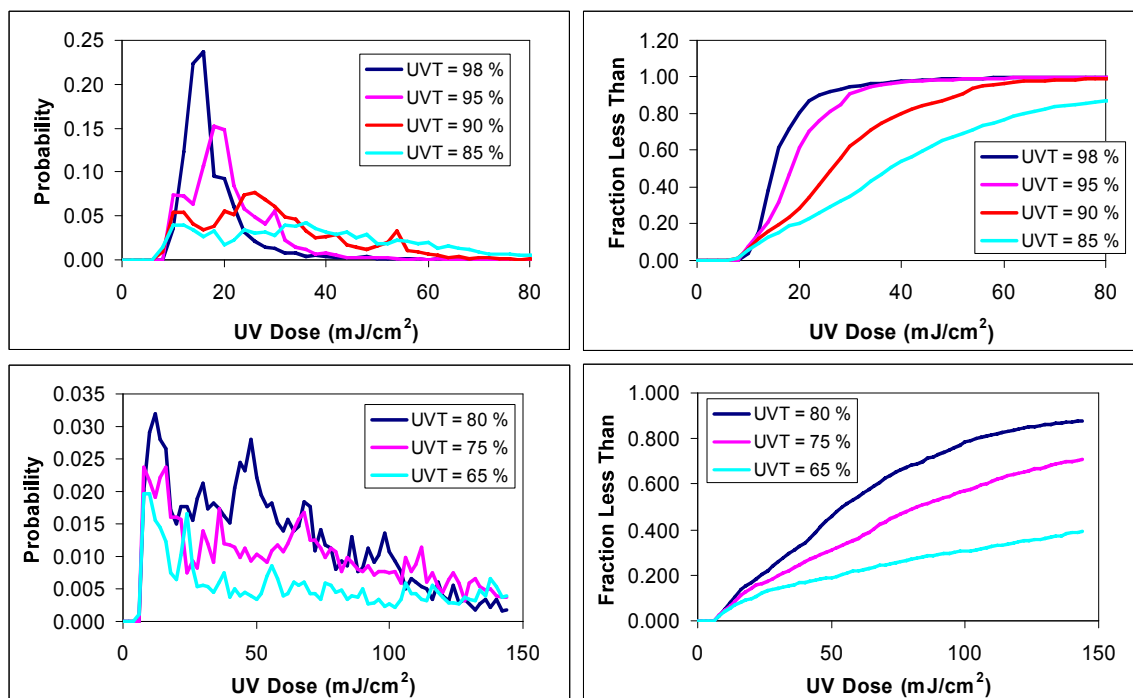 Probability
0.25
0.20
0.15
0.10
0.05
0.00
UVT = 98 %
UVT = 95 %
UVT = 90 %
UVT = 85 %
0 20 40 60 80
UV Dose (mJ/cm²)
Fraction Less Than
1.20
1.00
0.80
0.60
0.40
0.20
0.00
UVT = 98 %
UVT = 95 %
UVT = 90 %
UVT = 85 %
0 20 40 60 80
UV Dose (mJ/cm²)
Probability
0.035
0.030
0.025
0.020
0.015
0.010
0.005
0.000
UVT = 80 %
UVT = 75 %
UVT = 65 %
0 50 100 150
UV Dose (mJ/cm²)
Fraction Less Than
1.000
0.800
0.600
0.400
0.200
0.000
UVT = 80 %
UVT = 75 %
UVT = 65 %
0 50 100 150
UV Dose (mJ/cm²)